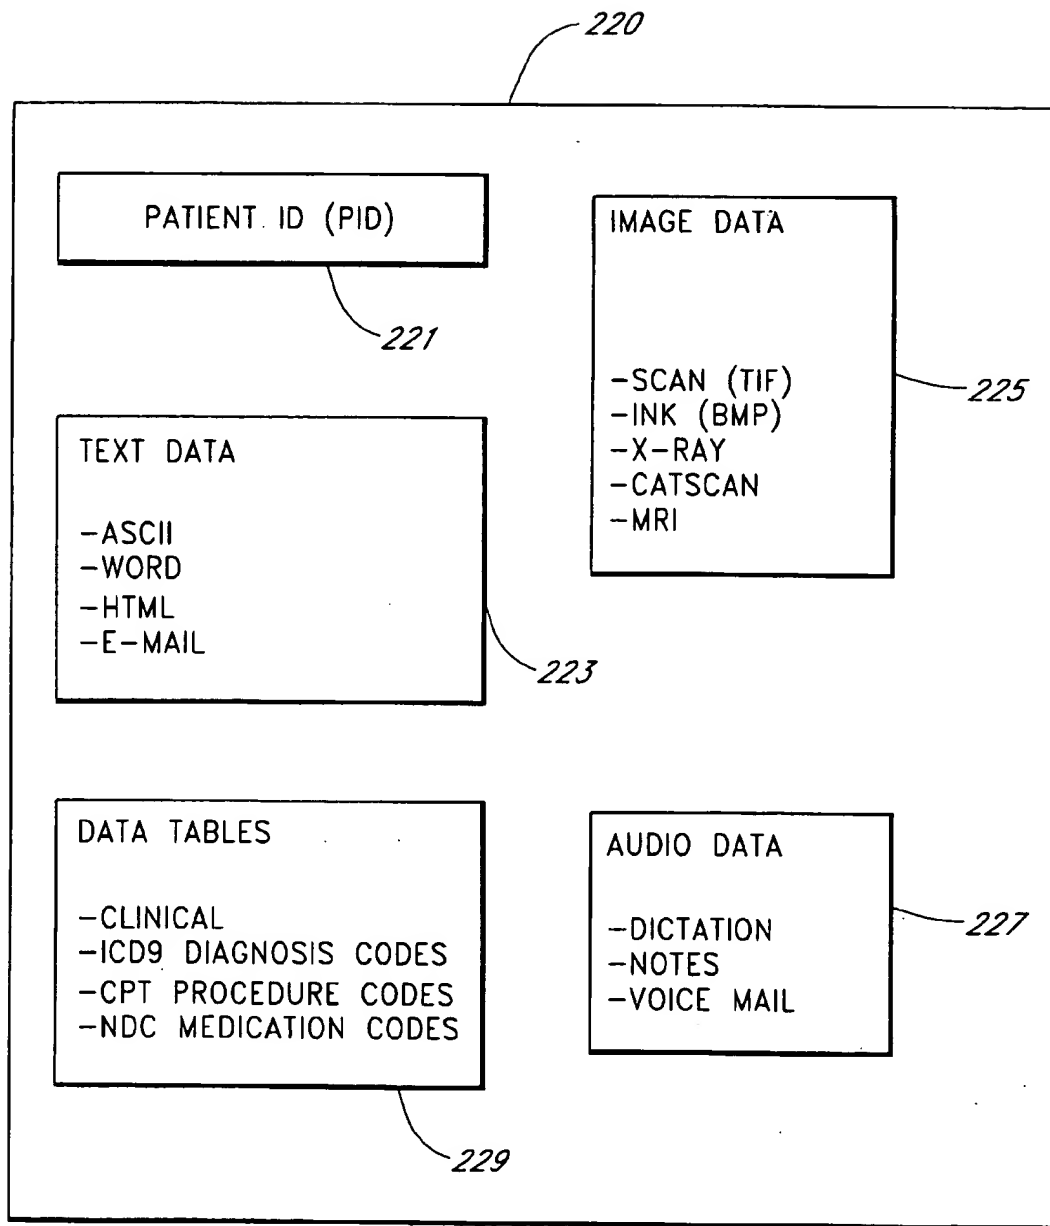 220
PATIENT ID (PID)
221
IMAGE DATA
-SCAN (TIF)
-INK (BMP)
-X-RAY
-CATSCAN
-MRI
225
TEXT DATA
-ASCII
-WORD
-HTML
-E-MAIL
223
DATA TABLES
-CLINICAL
-ICD9 DIAGNOSIS CODES
-CPT PROCEDURE CODES
-NDC MEDICATION CODES
229
AUDIO DATA
-DICTATION
-NOTES
-VOICE MAIL
227